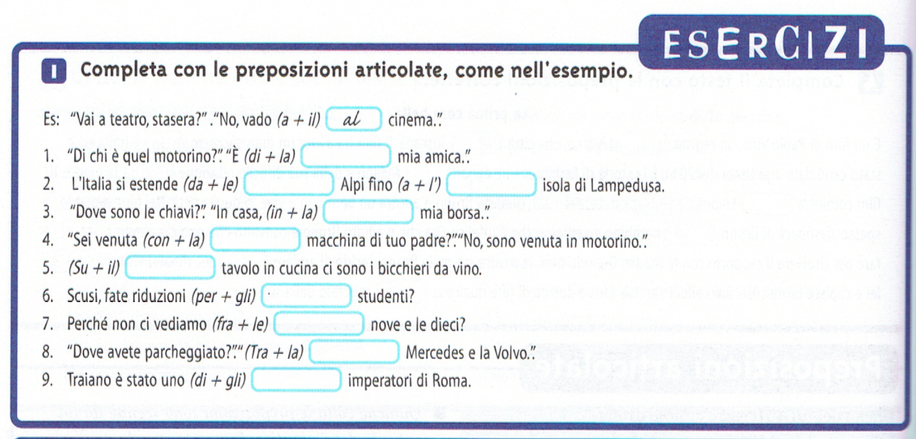 ESERCIZI
1 Completa con le preposizioni articolate, come nell'esempio.
Es: "Vai a teatro, stasera?" ."No, vado (a + il) al cinema.".
1. "Di chi è quel motorino?". "È (di + la) mia amica.".
2. L'Italia si estende (da + le) Alpi fino (a + l') isola di Lampedusa.
3. "Dove sono le chiavi?". "In casa, (in + la) mia borsa.".
4. "Sei venuta (con + la) macchina di tuo padre?"."No, sono venuta in motorino.".
5. (Su + il) tavolo in cucina ci sono i bicchieri da vino.
6. Scusi, fate riduzioni (per + gli) studenti?
7. Perché non ci vediamo (fra + le) nove e le dieci?
8. "Dove avete parcheggiato?"."(Tra + la) Mercedes e la Volvo.".
9. Traiano è stato uno (di + gli) imperatori di Roma.